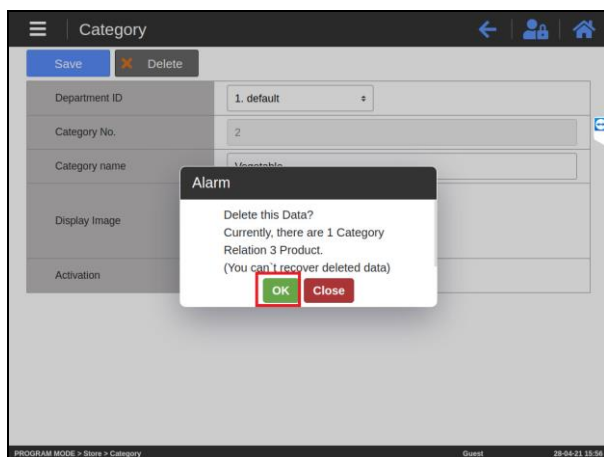 Category
Save
Delete
Department ID
1. default
Category No.
2
Category name
Vegetable
Alarm
Display Image
Delete this Data?
Currently, there are 1 Category
Relation 3 Product.
(You can`t recover deleted data)
Activation
OK
Close
PROGRAM MODE > Store > Category
Guest
28-04-21 15:56